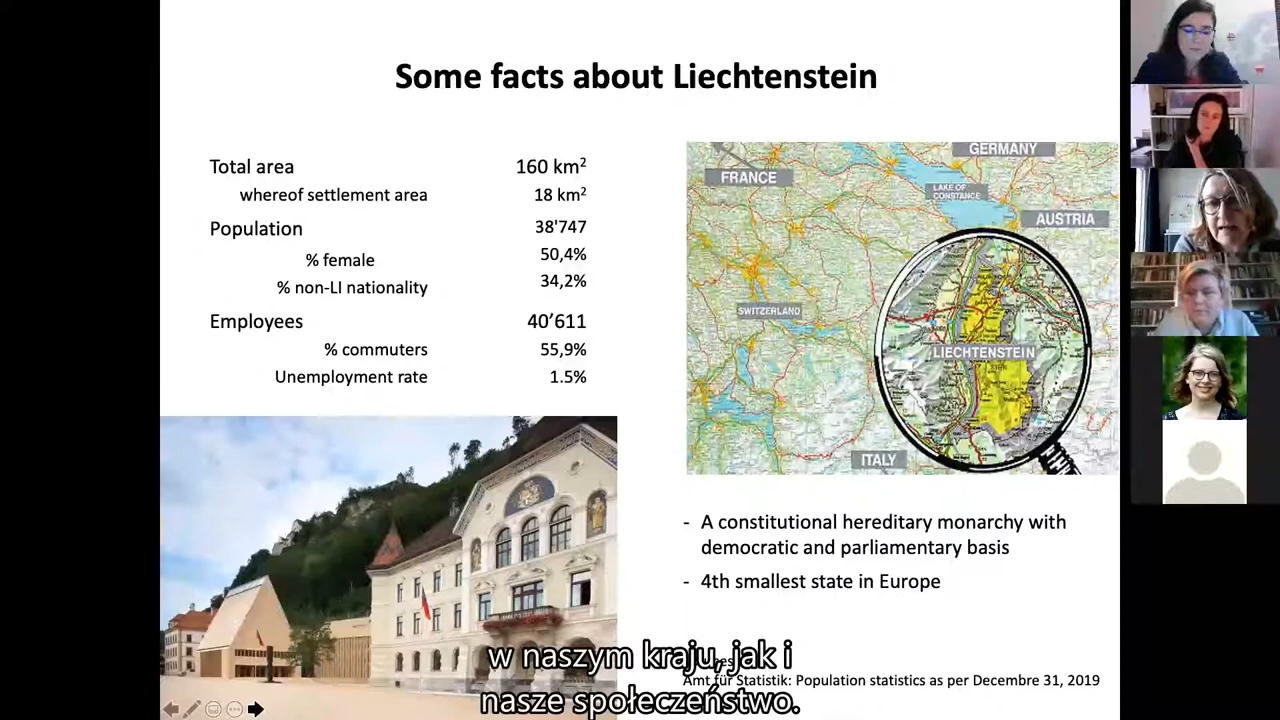 Some facts about Liechtenstein
Total area 160 km²
whereof settlement area 18 km²
Population 38'747
% female 50,4%
% non-LI nationality 34,2%
Employees 40’611
% commuters 55,9%
Unemployment rate 1.5%
GERMANY
FRANCE
LAKE OF
CONSTANCE
AUSTRIA
SWITZERLAND
LIECHTENSTEIN
ITALY
- A constitutional hereditary monarchy with
democratic and parliamentary basis
- 4th smallest state in Europe
Amt für Statistik: Population statistics as per Decembre 31, 2019
w naszym kraju, jak i
nasze społeczeństwo.